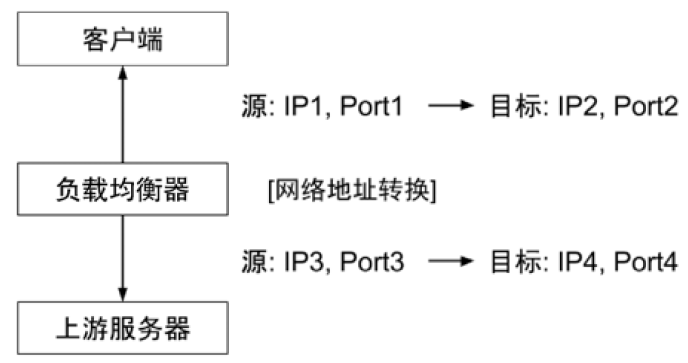 客户端
源: IP1, Port1 → 目标: IP2, Port2
负载均衡器
[网络地址转换]
源: IP3, Port3 → 目标: IP4, Port4
上游服务器